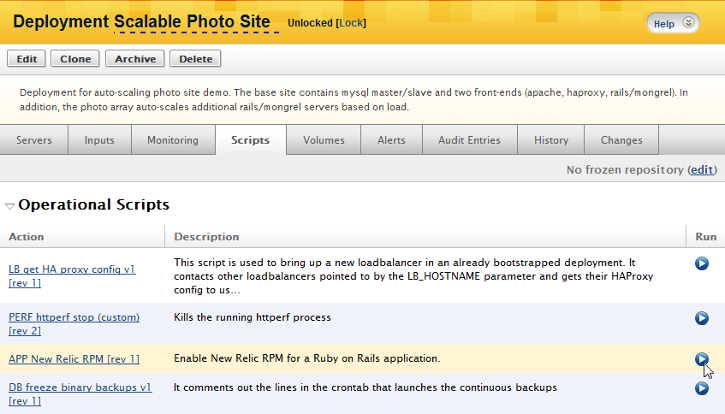 Deployment Scalable Photo Site Unlocked [Lock] Help
Edit Clone Archive Delete
Deployment for auto-scaling photo site demo. The base site contains mysql master/slave and two front-ends (apache, haproxy, rails/mongrel). In
addition, the photo array auto-scales additional rails/mongrel servers based on load.
Servers Inputs Monitoring Scripts Volumes Alerts Audit Entries History Changes
No frozen repository (edit)
Operational Scripts
Action Description Run
LB get HA proxy config v1
[rev 1]
This script is used to bring up a new loadbalancer in an already bootstrapped deployment. It
contacts other loadbalancers pointed to by the LB_HOSTNAME parameter and gets their HAProxy
config to us...
PERF httperf stop (custom)
[rev 2]
Kills the running httperf process
APP New Relic RPM [rev 1]
Enable New Relic RPM for a Ruby on Rails application.
DB freeze binary backups v1
[rev 1]
It comments out the lines in the crontab that launches the continuous backups